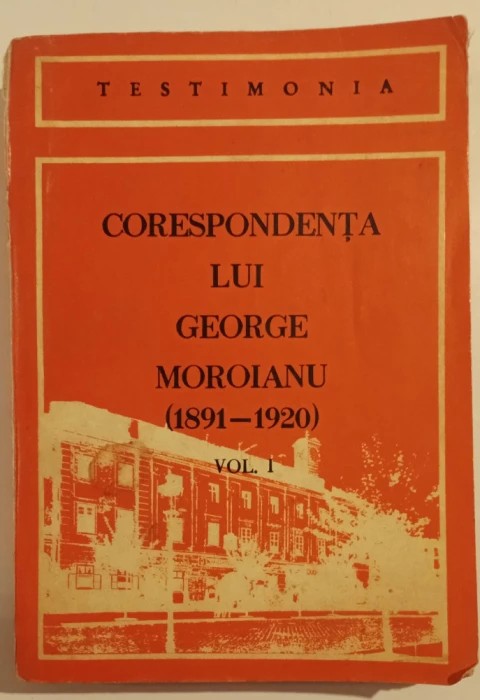 TESTIMONIA
CORESPONDENȚA
LUI
GEORGE
MOROIANU
(1891—1920)
VOL. I